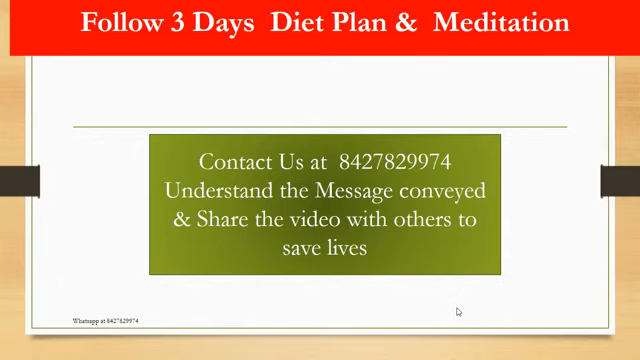 Follow 3 Days Diet Plan & Meditation
Contact Us at 8427829974
Understand the Message conveyed
& Share the video with others to
save lives
Whatsapp at 8427829974